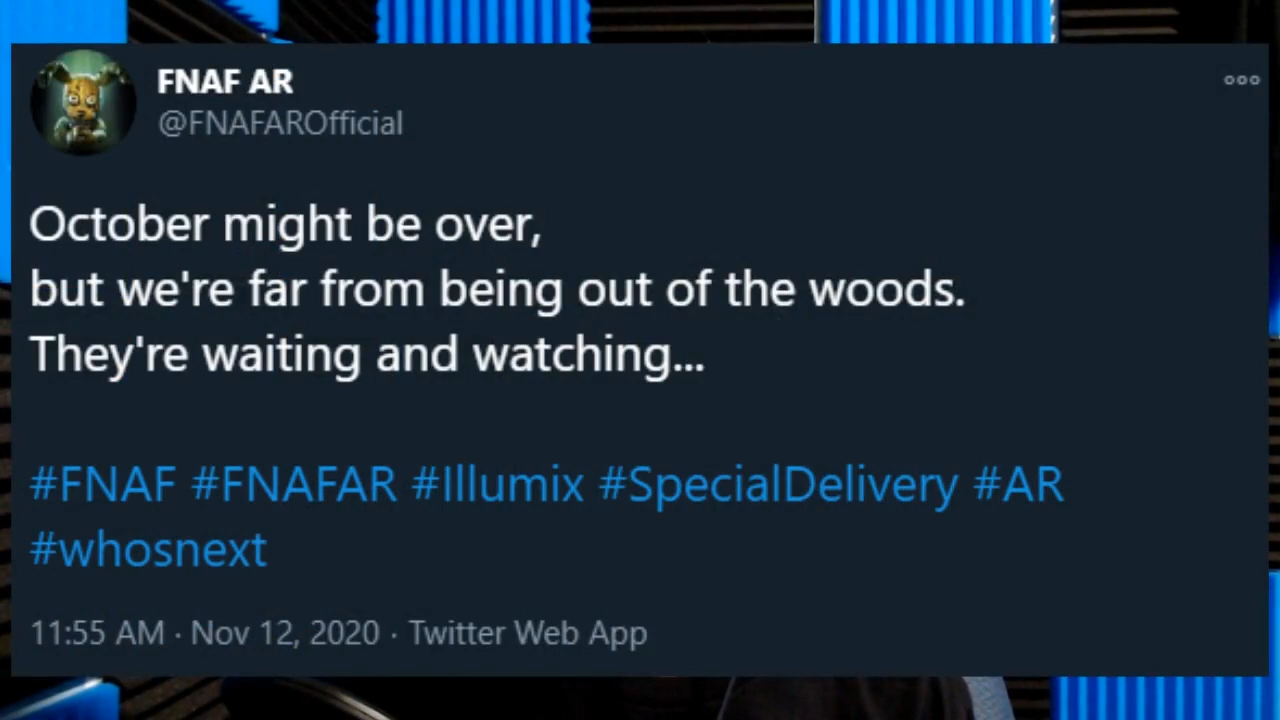 FNAF AR
@FNAFAROfficial
October might be over,
but we're far from being out of the woods.
They're waiting and watching...
#FNAF #FNAFAR #Illumix #SpecialDelivery #AR
#whosnext
11:55 AM · Nov 12, 2020 · Twitter Web App